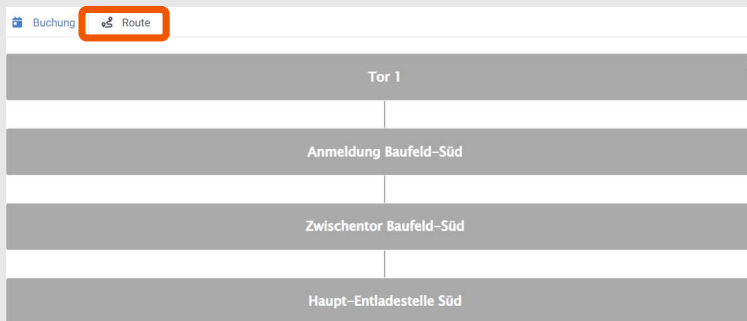 Buchung
Route
Tor 1
Anmeldung Baufeld-Süd
Zwischentor Baufeld-Süd
Haupt-Entladestelle Süd